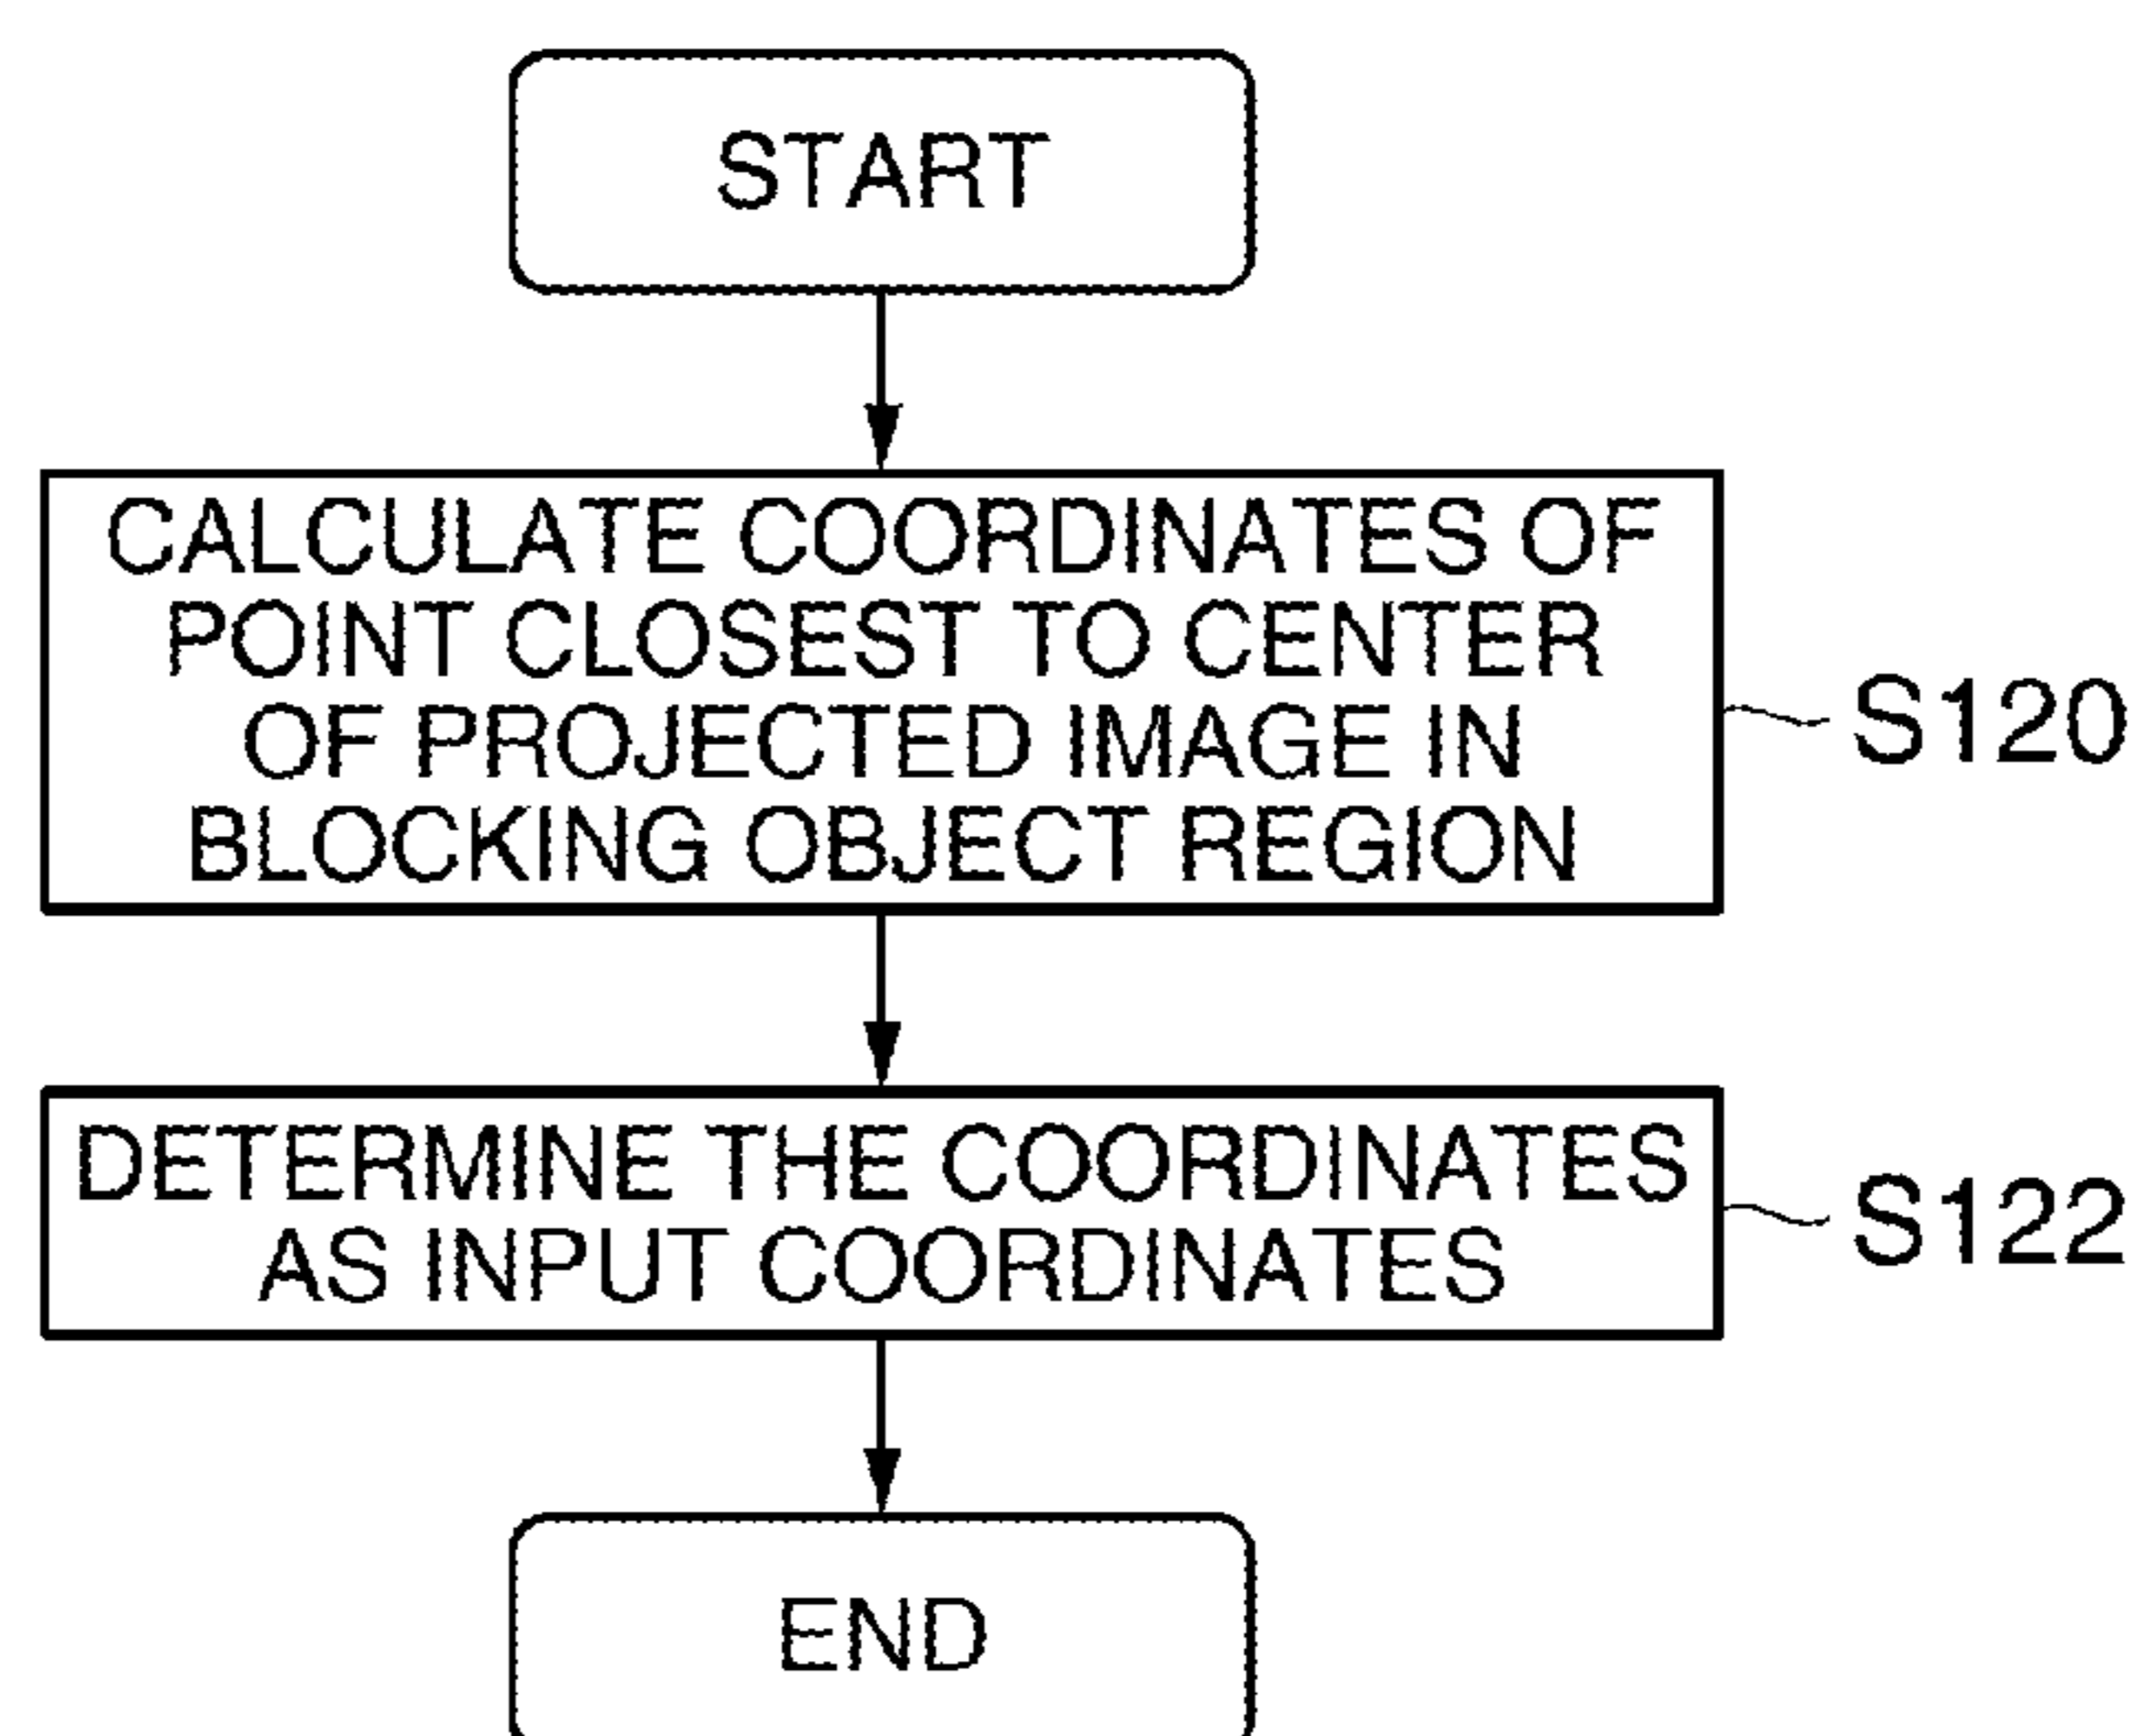 START
CALCULATE COORDINATES OF
POINT CLOSEST TO CENTER
OF PROJECTED IMAGE IN
BLOCKING OBJECT REGION
S120
DETERMINE THE COORDINATES
AS INPUT COORDINATES
S122
END